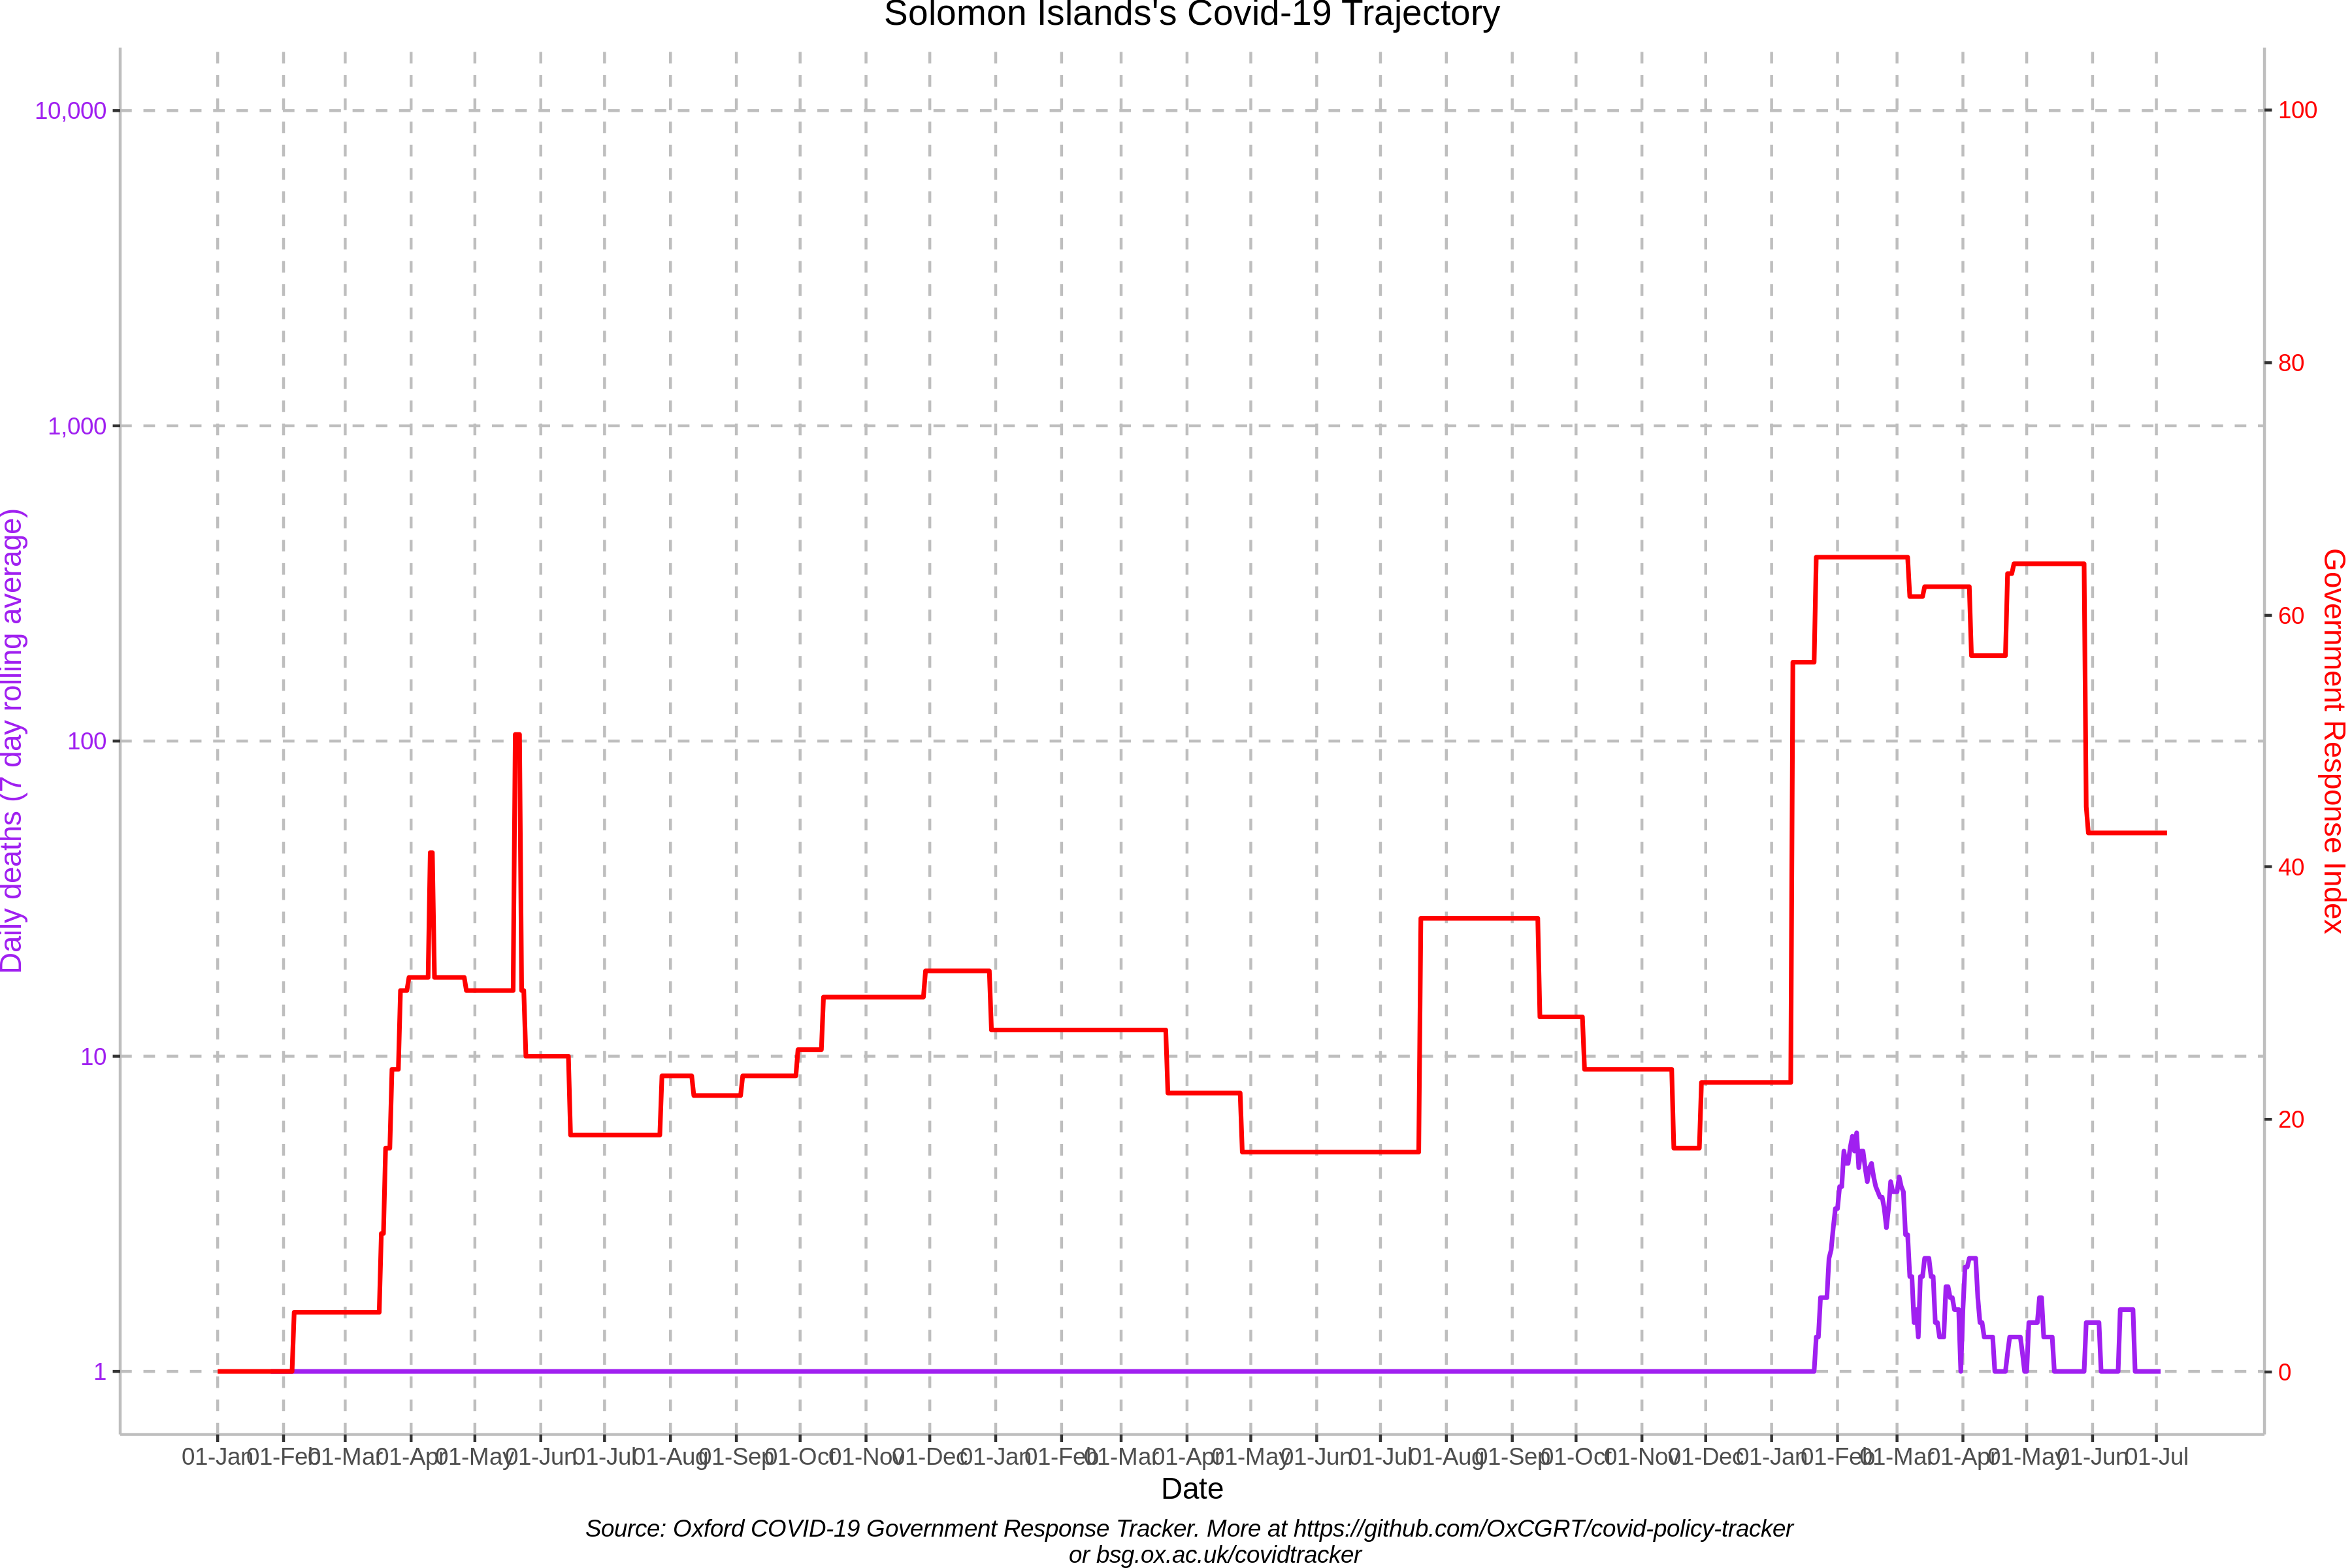 Solomon Islands's Covid-19 Trajectory
10,000
1,000
100
10
1
Daily deaths (7 day rolling average)
100
80
60
40
20
0
Government Response Index
01-Jan 01-Feb 01-Mar 01-Apr 01-May 01-Jun 01-Jul 01-Aug 01-Sep 01-Oct 01-Nov 01-Dec 01-Jan 01-Feb 01-Mar 01-Apr 01-May 01-Jun 01-Jul 01-Aug 01-Sep 01-Oct 01-Nov 01-Dec 01-Jan 01-Feb 01-Mar 01-Apr 01-May 01-Jun 01-Jul
Date
Source: Oxford COVID-19 Government Response Tracker. More at https://github.com/OxCGRT/covid-policy-tracker
or bsg.ox.ac.uk/covidtracker